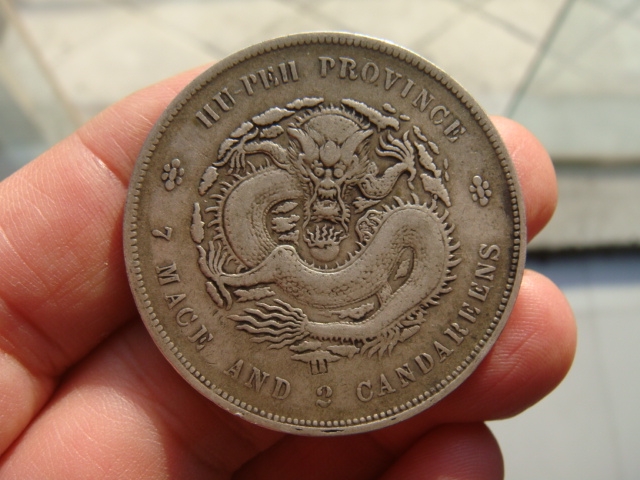 HU-PEH PROVINCE
7 MACE AND 2 CANDAREENS